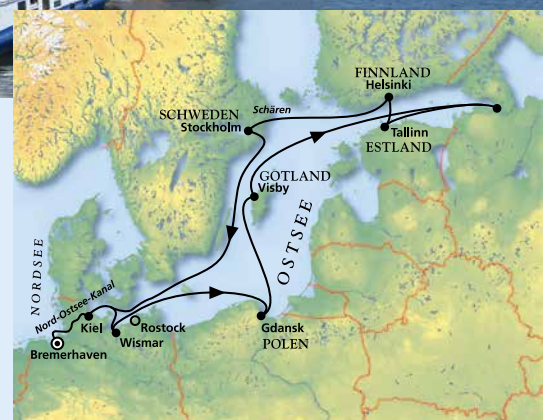 FINNLAND
Helsinki
Schären
SCHWEDEN
Stockholm
Tallinn
ESTLAND
GOTLAND
Visby
OSTSEE
NORDSEE
Nord-Ostsee-Kanal
Kiel
Rostock
Wismar
Bremerhaven
Gdansk
POLEN